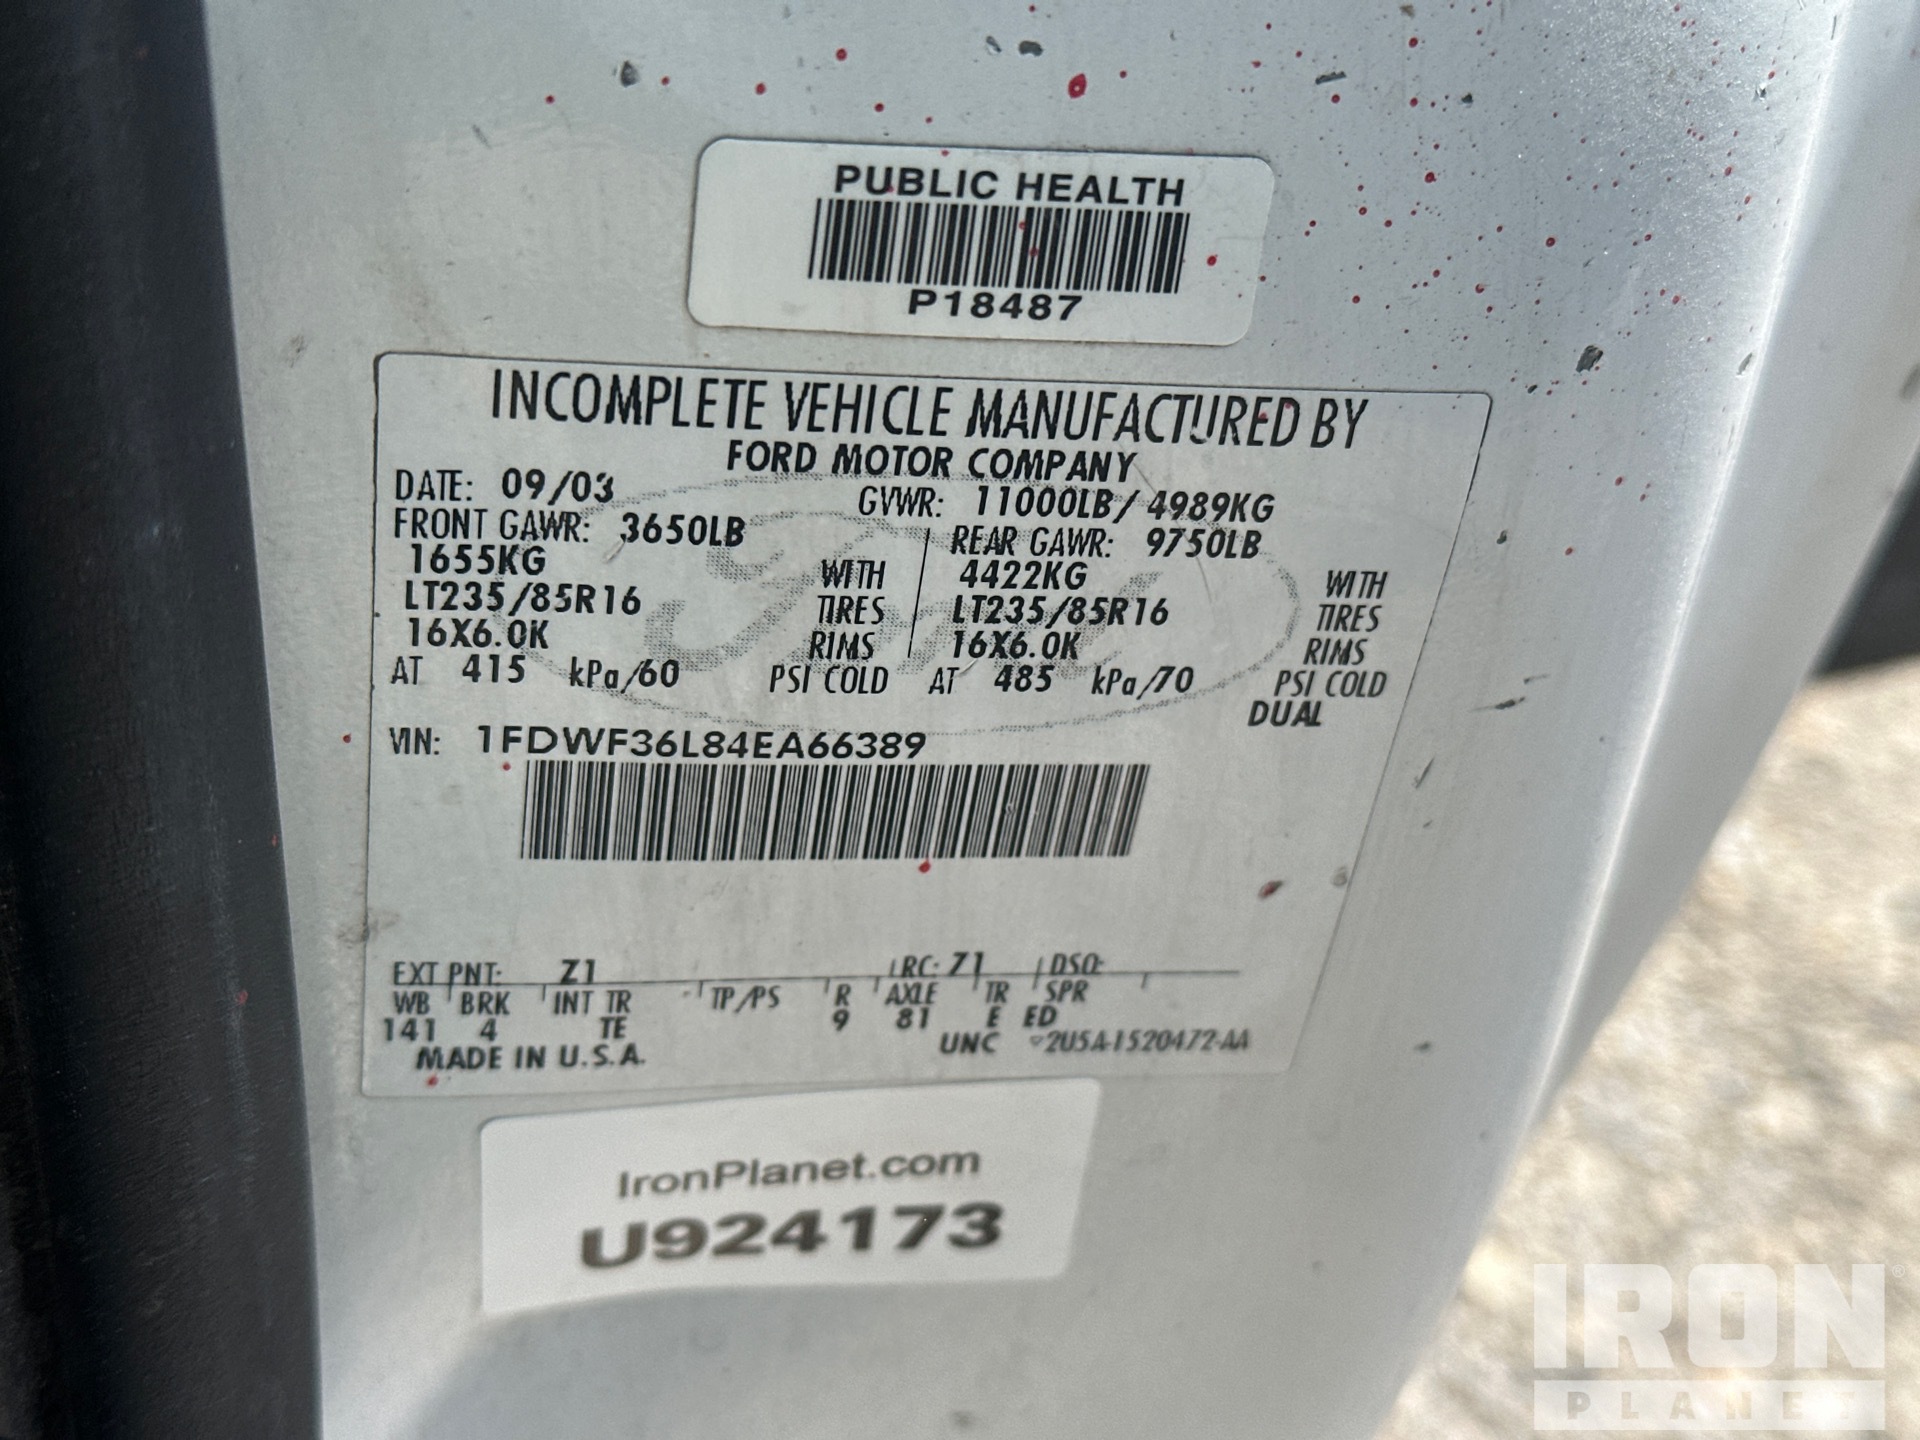 PUBLIC HEALTH
P18487
INCOMPLETE VEHICLE MANUFACTURED BY
FORD MOTOR COMPANY
DATE: 09/03 GVWR: 11000LB/ 4989KG
FRONT GAWR: 3650LB REAR GAWR: 9750LB
1655KG WITH 4422KG WITH
LT235/85R16 TIRES LT235/85R16 TIRES
16X6.0K RIMS 16X6.0K RIMS
AT 415 kPa/60 PSI COLD AT 485 kPa/70 PSI COLD
DUAL
VIN: 1FDWF36L84EA66389
EXT PNT: Z1 RC: 71 DSO:
WB BRK INT TR TP/PS R AXLE TR SPR
141 4 TE 9 81 E ED
MADE IN U.S.A. UNC 2U5A-1520472-AA
IronPlanet.com
U924173
IRON®
PLANET